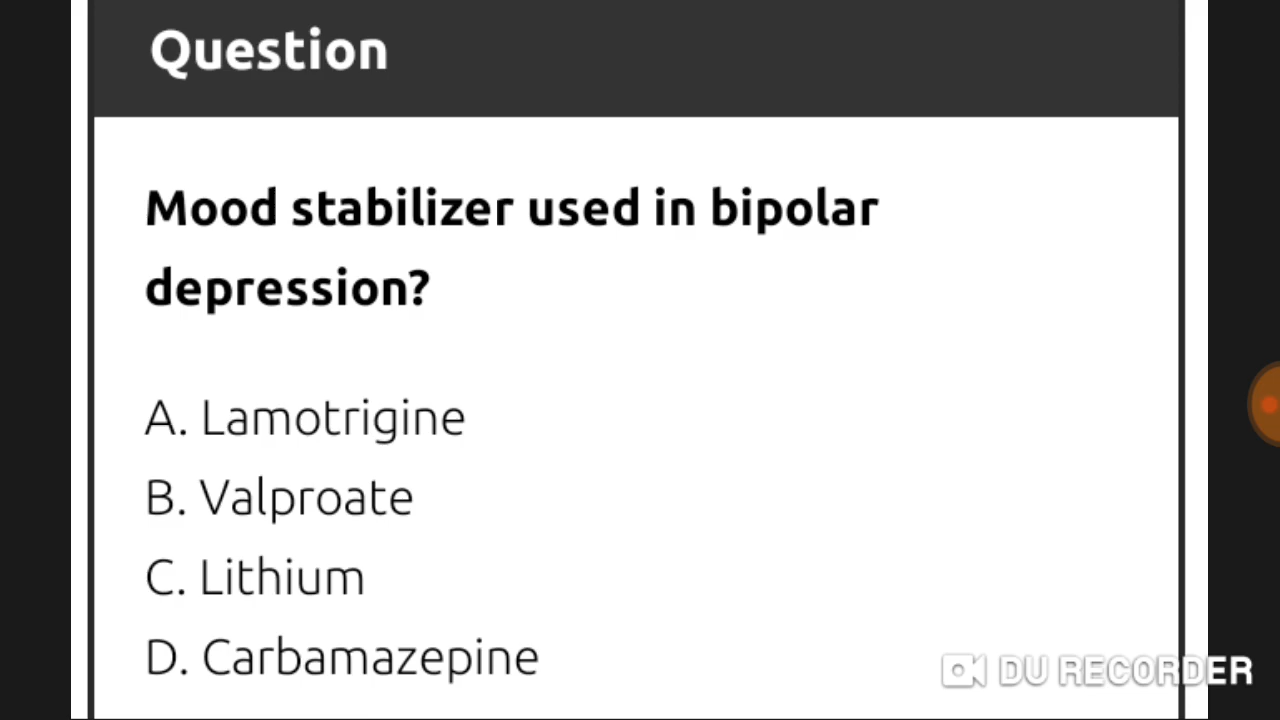 Question
Mood stabilizer used in bipolar
depression?
A. Lamotrigine
B. Valproate
C. Lithium
D. Carbamazepine
DU RECORDER